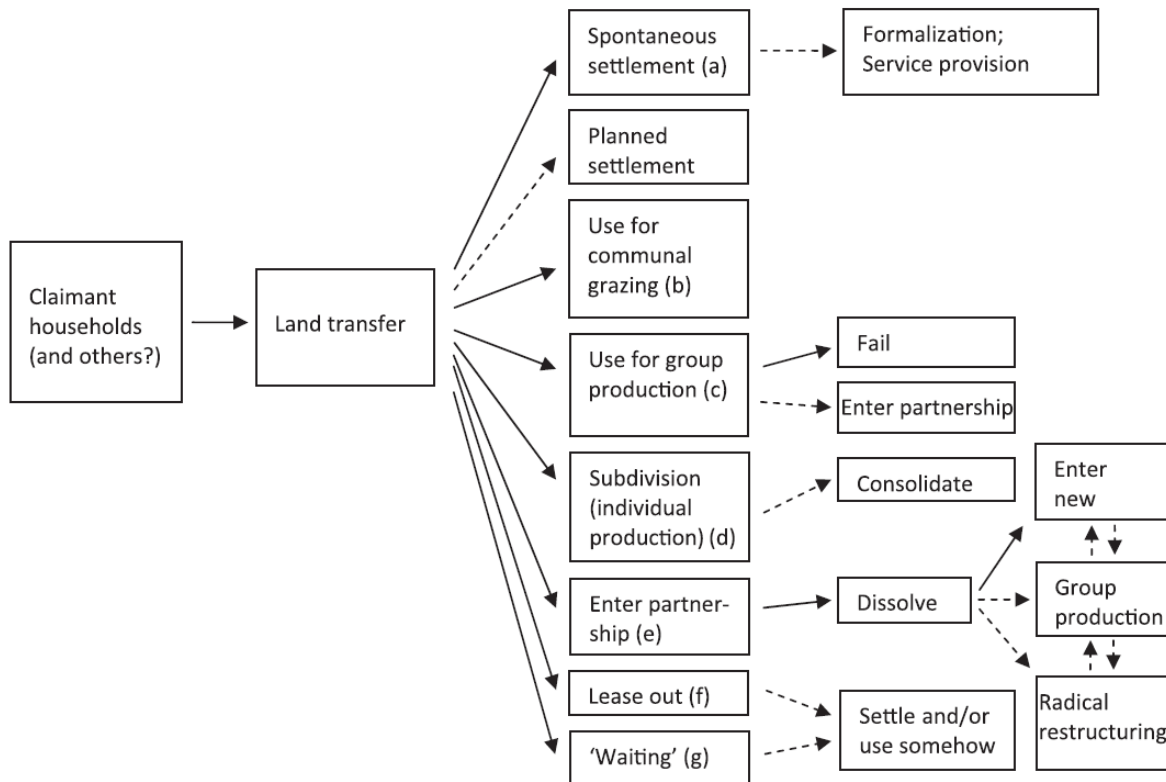 Spontaneous
settlement (a)
Formalization;
Service provision
Planned
settlement
Use for
communal
grazing (b)
Claimant
households
(and others?)
Land transfer
Use for group
production (c)
Fail
Enter partnership
Subdivision
(individual
production) (d)
Consolidate
Enter
new
Enter partner-
ship (e)
Dissolve
Group
production
Lease out (f)
Settle and/or
use somehow
Radical
restructuring
‘Waiting’ (g)